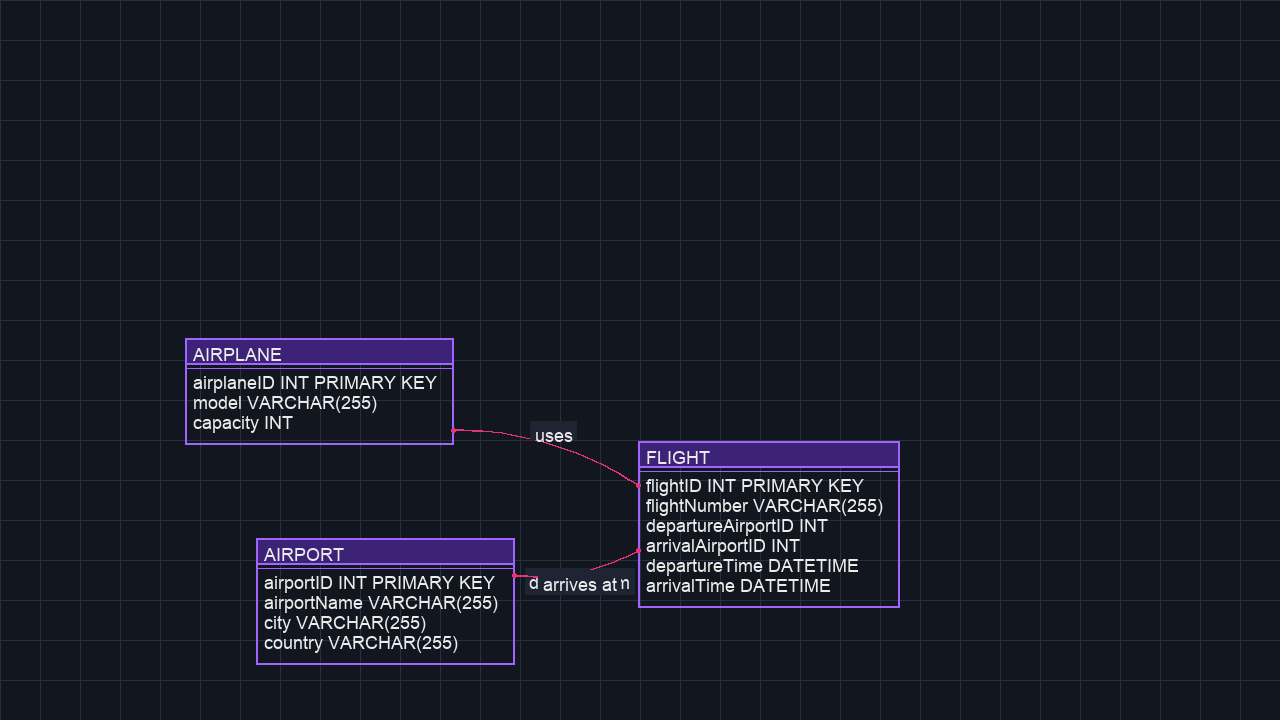 AIRPLANE
airplaneID INT PRIMARY KEY
model VARCHAR(255)
capacity INT
uses
FLIGHT
flightID INT PRIMARY KEY
flightNumber VARCHAR(255)
departureAirportID INT
arrivalAirportID INT
departureTime DATETIME
arrivalTime DATETIME
AIRPORT
airportID INT PRIMARY KEY
airportName VARCHAR(255)
city VARCHAR(255)
country VARCHAR(255)
arrives at